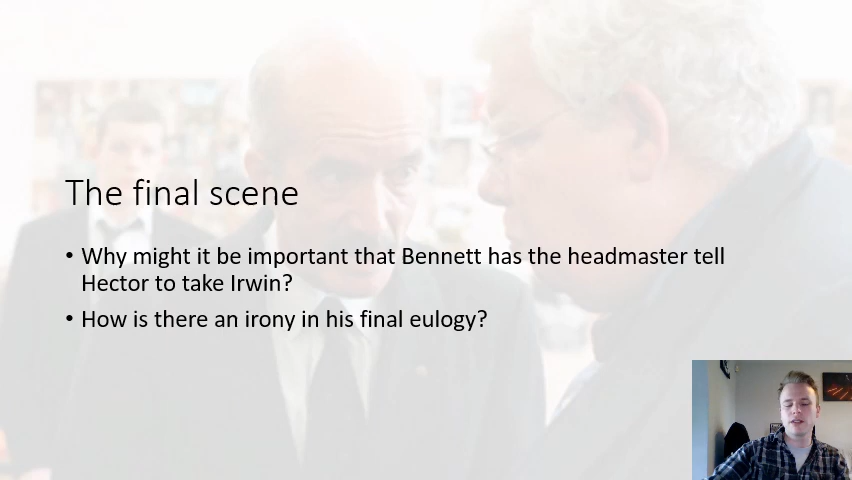 The final scene
• Why might it be important that Bennett has the headmaster tell
Hector to take Irwin?
• How is there an irony in his final eulogy?